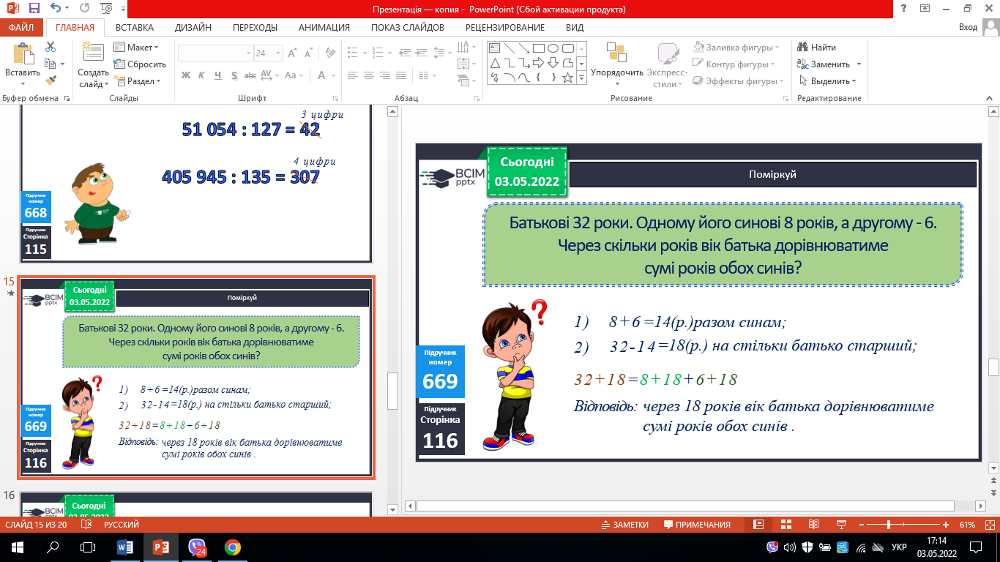 Презентація — копия - PowerPoint (Сбой активации продукта)
ФАЙЛ ГЛАВНАЯ ВСТАВКА ДИЗАЙН ПЕРЕХОДЫ АНИМАЦИЯ ПОКАЗ СЛАЙДОВ РЕЦЕНЗИРОВАНИЕ ВИД Вход
Вставить
Буфер обмена
Создать слайд
Макет
Сбросить
Раздел
Слайды
24
Ж К Ч S abc AV Aa A
Шрифт
Абзац
Упорядочить
Экспресс-стили
Заливка фигуры
Контур фигуры
Эффекты фигуры
Рисование
Найти
Заменить
Выделить
Редактирование
3 цифри
51 054 : 127 = 42
4 цифри
405 945 : 135 = 307
Підручник
номер
668
Підручник
Сторінка
115
15
BCIM
pptx
Сьогодні
03.05.2022
Поміркуй
Батькові 32 роки. Одному його синові 8 років, а другому - 6.
Через скільки років вік батька дорівнюватиме
сумі років обох синів?
1) 8+6=14(р.)разом синам;
2) 32-14=18(р.) на стільки батько старший;
32+18=8+18+6+18
Відповідь: через 18 років вік батька дорівнюватиме
сумі років обох синів .
Підручник
номер
669
Підручник
Сторінка
116
16
BCIM
Сьогодні
Сьогодні
03.05.2022
BCIM
pptx
Поміркуй
Батькові 32 роки. Одному його синові 8 років, а другому - 6.
Через скільки років вік батька дорівнюватиме
сумі років обох синів?
1) 8+6=14(р.)разом синам;
2) 32-14=18(р.) на стільки батько старший;
32+18=8+18+6+18
Відповідь: через 18 років вік батька дорівнюватиме
сумі років обох синів .
Підручник
номер
669
Підручник
Сторінка
116
СЛАЙД 15 ИЗ 20 РУССКИЙ ЗАМЕТКИ ПРИМЕЧАНИЯ 61%
24
УКР
17:14
03.05.2022